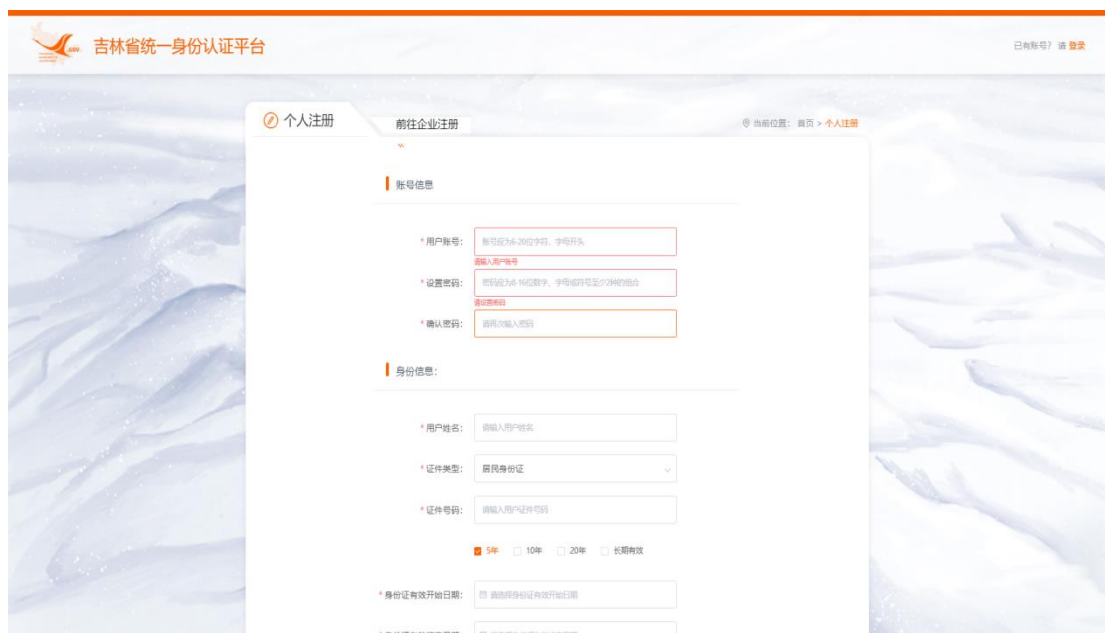 .gov
吉林省统一身份认证平台
已有账号？ 请 登录
个人注册
前往企业注册
当前位置： 首页 > 个人注册
账号信息
* 用户账号：
账号应为6-20位字符、字母开头
请输入用户账号
* 设置密码：
密码应为8-16位数字、字母或符号至少2种的组合
请设置密码
* 确认密码：
请再次输入密码
身份信息：
* 用户姓名：
请输入用户姓名
* 证件类型：
居民身份证
* 证件号码：
请输入用户证件号码
5年 10年 20年 长期有效
* 身份证有效开始日期：
请选择身份证有效开始日期